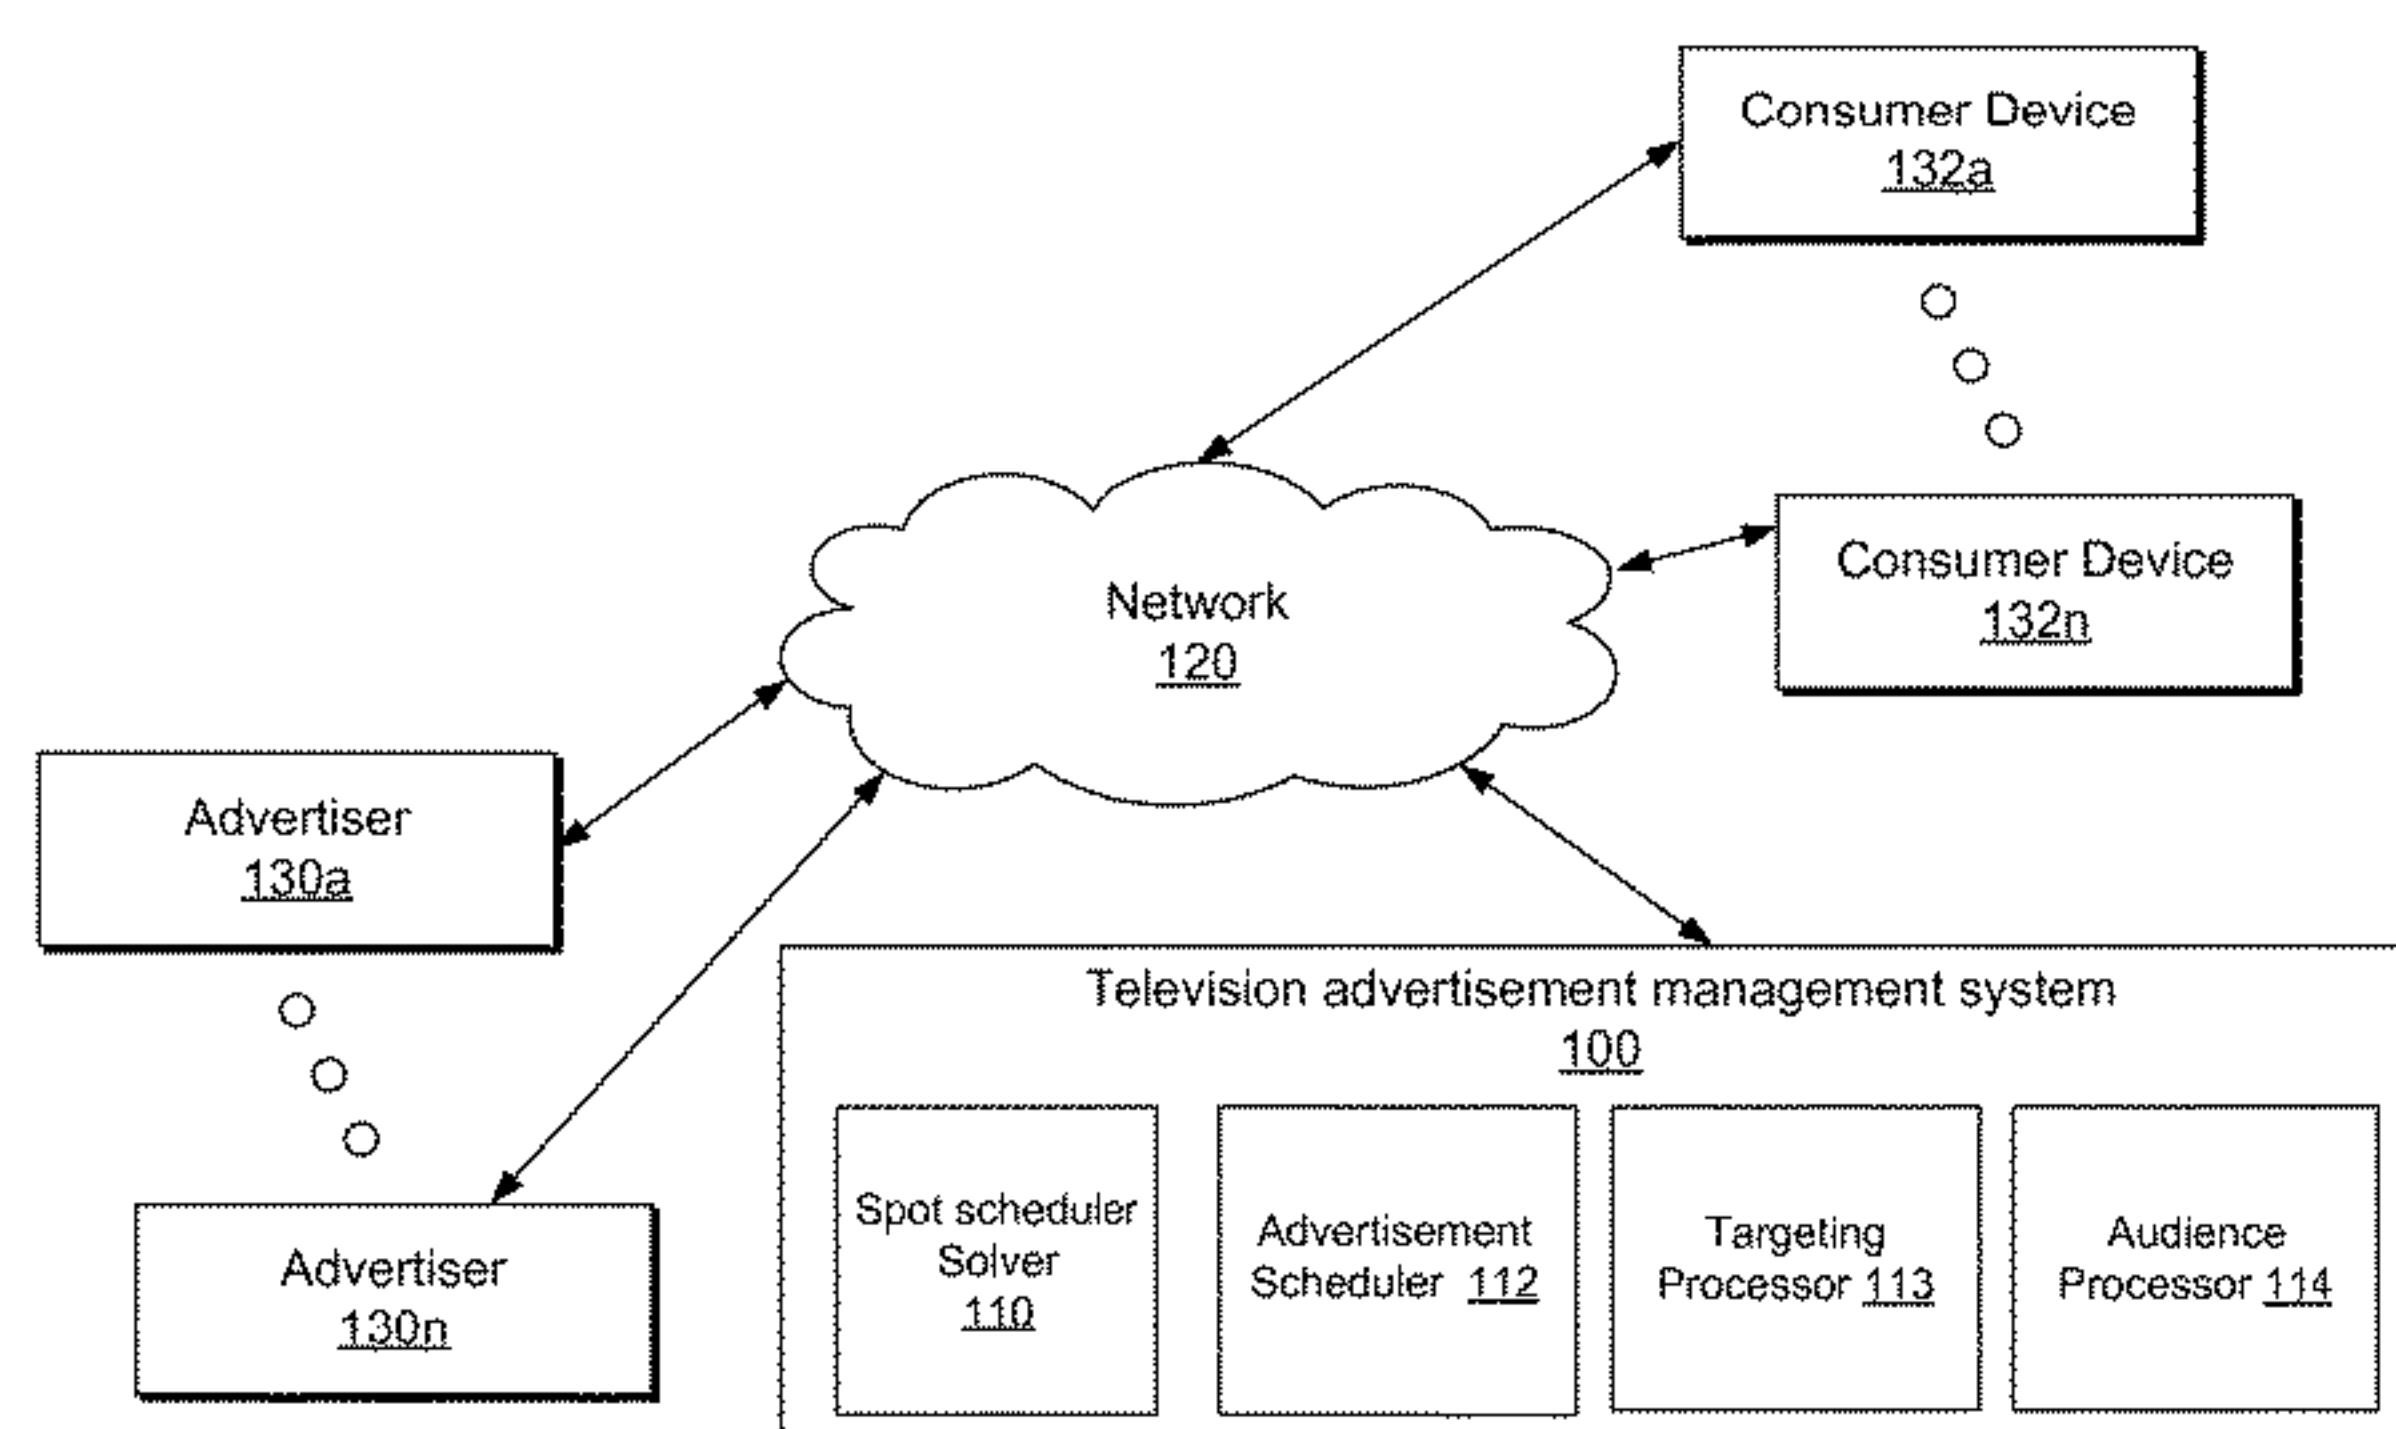 Consumer Device
132a
Consumer Device
132n
Network
120
Advertiser
130a
Advertiser
130n
Television advertisement management system
100
Spot scheduler
Solver
110
Advertisement
Scheduler 112
Targeting
Processor 113
Audience
Processor 114